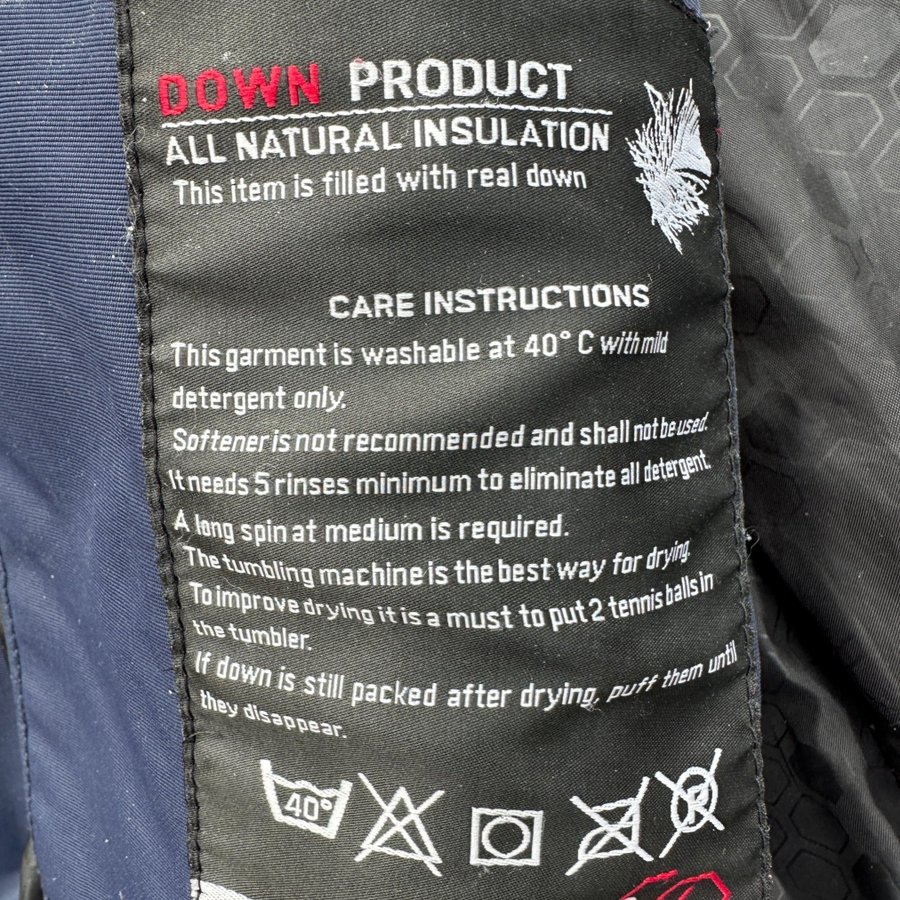 DOWN PRODUCT
ALL NATURAL INSULATION
This item is filled with real down
CARE INSTRUCTIONS
This garment is washable at 40° C with mild
detergent only.
Softener is not recommended and shall not be used.
It needs 5 rinses minimum to eliminate all detergent.
A long spin at medium is required.
The tumbling machine is the best way for drying.
To improve drying it is a must to put 2 tennis balls in
the tumbler.
If down is still packed after drying, puff them until
they disappear.
40°
R